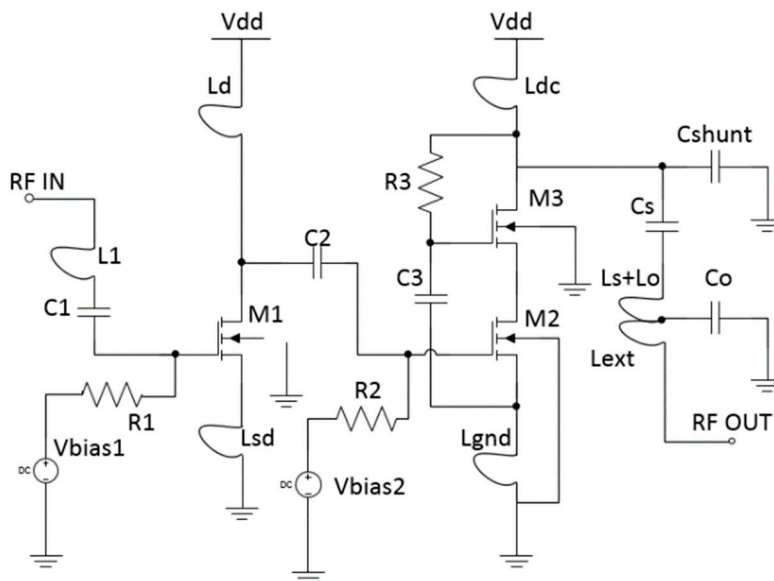 Vdd
Vdd
Ld
Ldc
Cshunt
RF IN
R3
M3
Cs
L1
C2
C3
Ls+Lo
Co
C1
M1
M2
Lext
R1
R2
RF OUT
Vbias1
Lsd
Lgnd
DC
Vbias2
DC